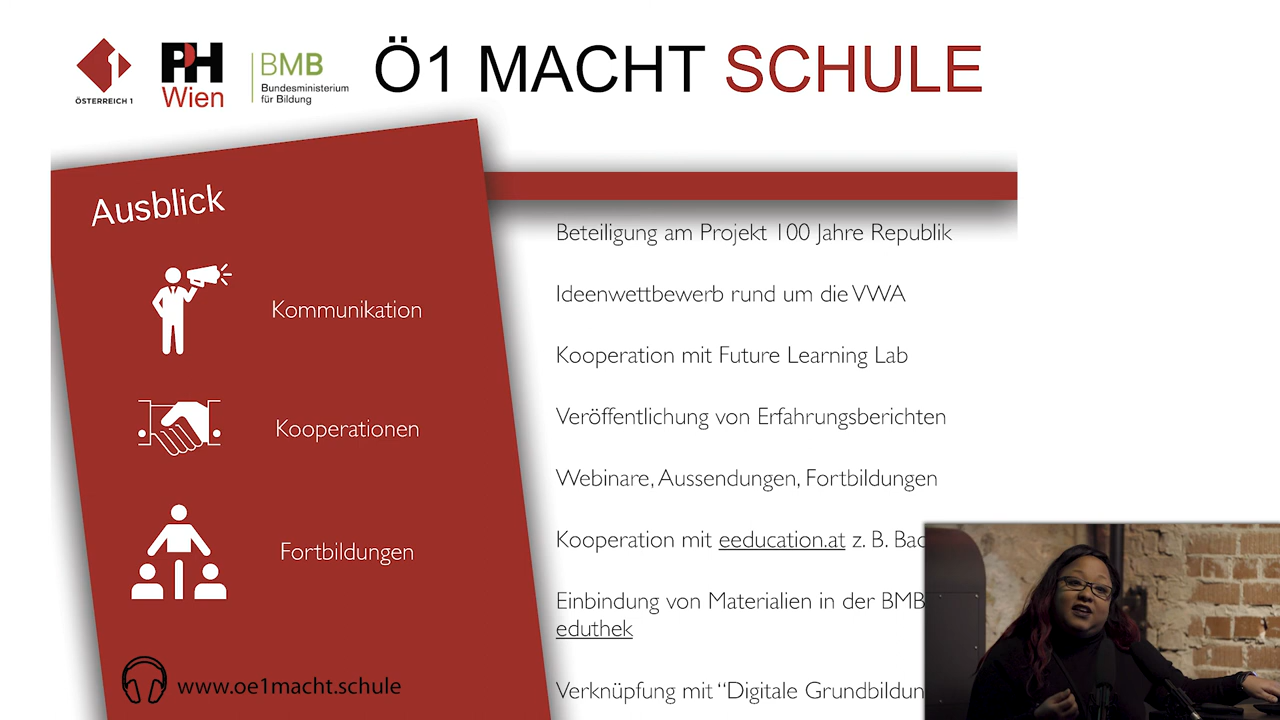 ÖSTERREICH 1
PH
Wien
BMB
Bundesministerium
für Bildung
Ö1 MACHT SCHULE
Ausblick
Kommunikation
Kooperationen
Fortbildungen
www.oe1macht.schule
Beteiligung am Projekt 100 Jahre Republik
Ideenwettbewerb rund um die VWA
Kooperation mit Future Learning Lab
Veröffentlichung von Erfahrungsberichten
Webinare, Aussendungen, Fortbildungen
Kooperation mit eeducation.at z. B.
Einbindung von Materialien in der BMB
eduthek
Verknüpfung mit “Digitale